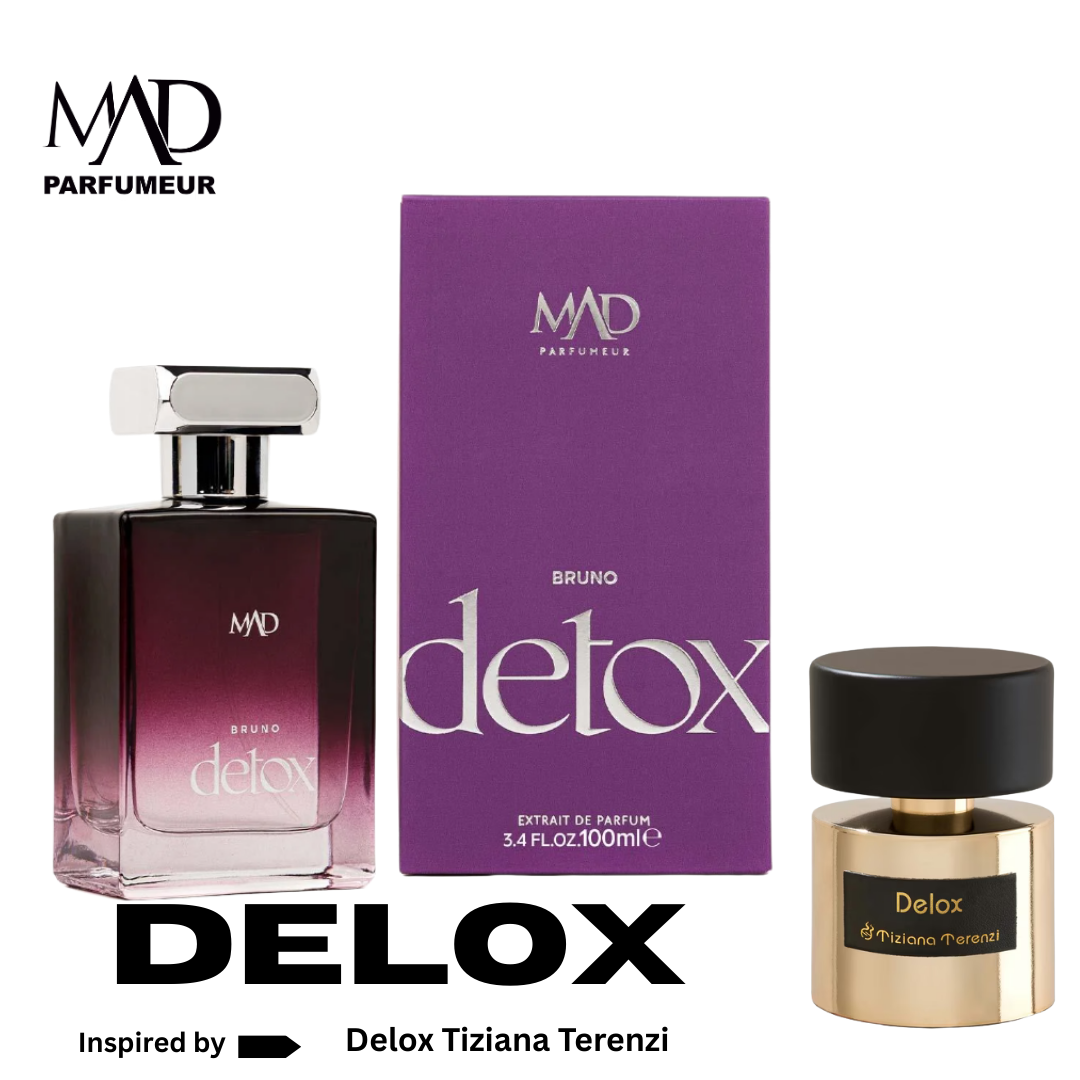 MAD
PARFUMEUR
MAD
PARFUMEUR
BRUNO
detox
EXTRAIT DE PARFUM
3.4 FL.OZ.100ml℮
MAD
BRUNO
detox
Delox
Tiziana Terenzi
DELOX
Inspired by
Delox Tiziana Terenzi